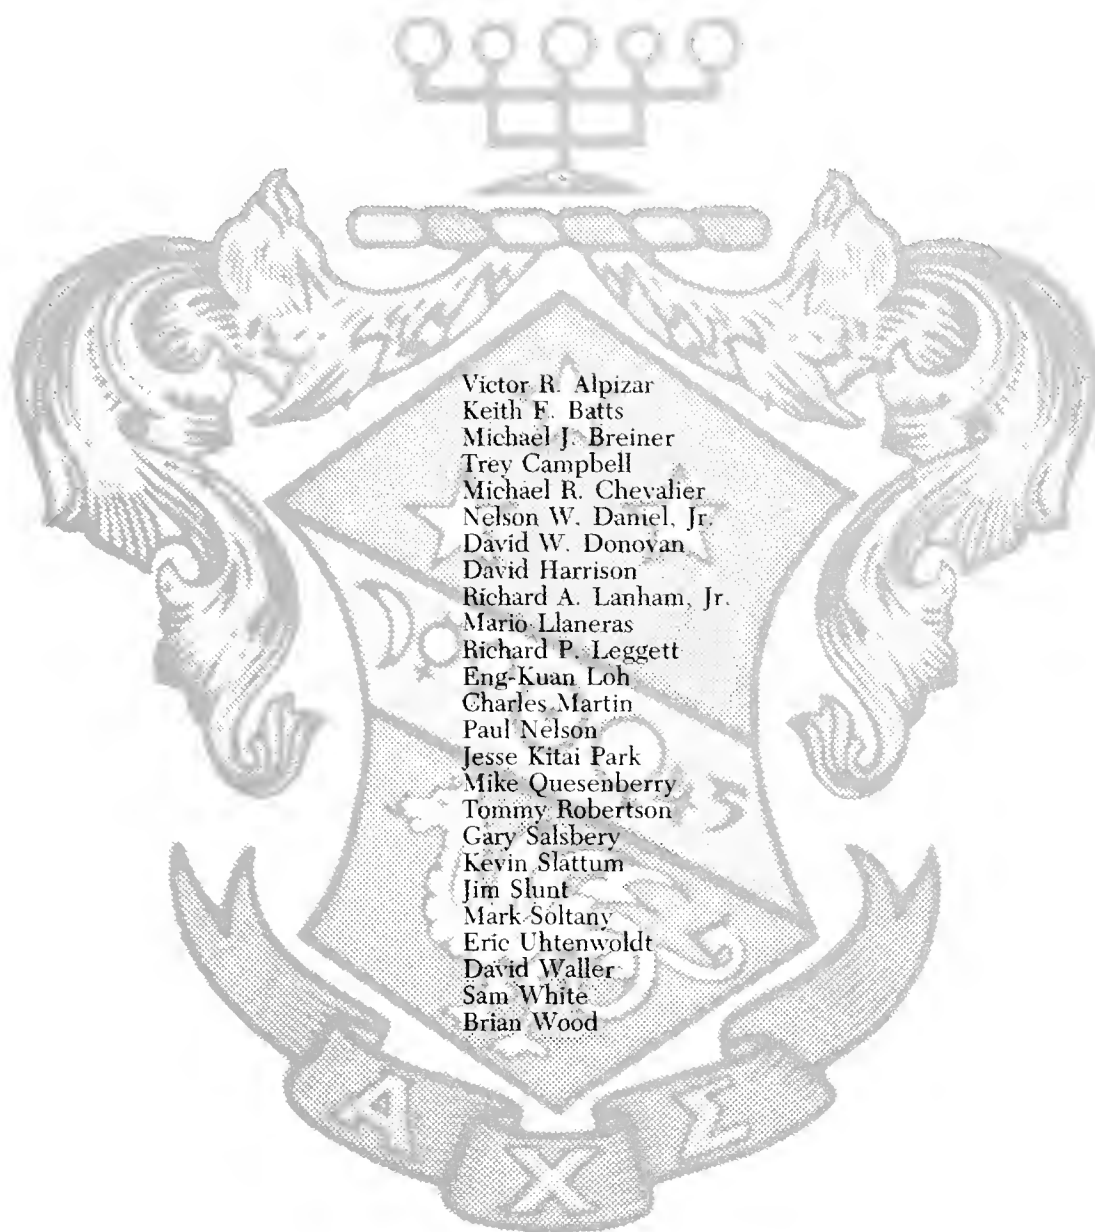 Victor R. Alpizar
Keith F. Batts
Michael J. Breiner
Trey Campbell
Michael R. Chevalier
Nelson W. Daniel, Jr.
David W. Donovan
David Harrison
Richard A. Lanham, Jr.
Mario Llaneras
Richard P. Leggett
Eng-Kuan Loh
Charles Martin
Paul Nelson
Jesse Kitai Park
Mike Quesenberry
Tommy Robertson
Gary Salsbery
Kevin Slattum
Jim Slunt
Mark Soltany
Eric Uhtenwoldt
David Waller
Sam White
Brian Wood
Α Χ Σ